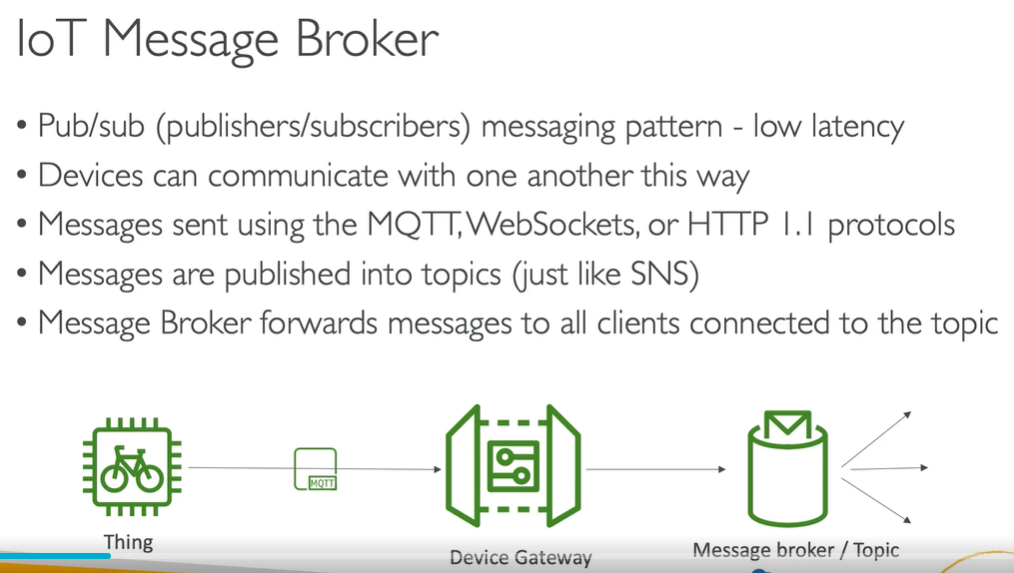 IoT Message Broker
• Pub/sub (publishers/subscribers) messaging pattern - low latency
• Devices can communicate with one another this way
• Messages sent using the MQTT, WebSockets, or HTTP 1.1 protocols
• Messages are published into topics (just like SNS)
• Message Broker forwards messages to all clients connected to the topic
MQTT
Thing
Device Gateway
Message broker / Topic